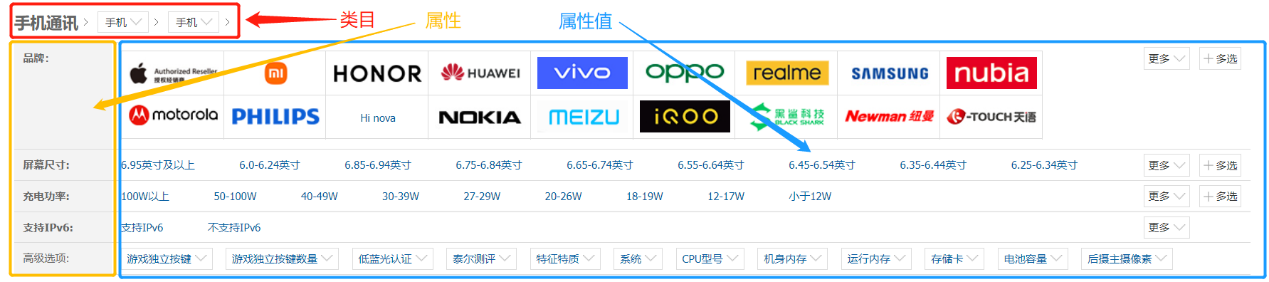 手机通讯 > 手机 > 手机 > 类目 属性 属性值
品牌: Authorized Reseller 授权经销商 mi HONOR HUAWEI vivo oppo realme SAMSUNG nubia 更多 +多选
motorola PHILIPS Hi nova NOKIA MEIZU iQOO 黑鲨科技 BLACK SHARK Newman 纽曼 K-TOUCH天语
屏幕尺寸: 6.95英寸及以上 6.0-6.24英寸 6.85-6.94英寸 6.75-6.84英寸 6.65-6.74英寸 6.55-6.64英寸 6.45-6.54英寸 6.35-6.44英寸 6.25-6.34英寸 更多 +多选
充电功率: 100W以上 50-100W 40-49W 30-39W 27-29W 20-26W 18-19W 12-17W 小于12W 更多 +多选
支持IPv6: 支持IPv6 不支持IPv6 更多
高级选项: 游戏独立按键 游戏独立按键数量 低蓝光认证 泰尔测评 特征特质 系统 CPU型号 机身内存 运行内存 存储卡 电池容量 后摄主摄像素